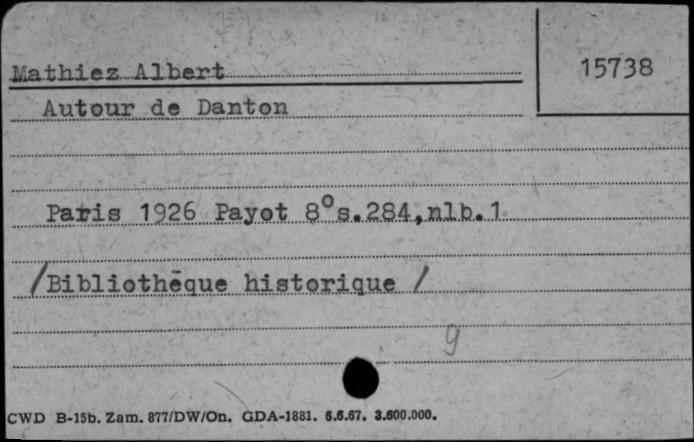 Mathiez Albert
15738
Autour de Danton
Paris 1926 Payot 8° s.284,nlb.1
/Bibliothēque historique /
9
CWD B-15b. Zam. 877/DW/On. GDA-1881. 6.6.67. 3.600.000.